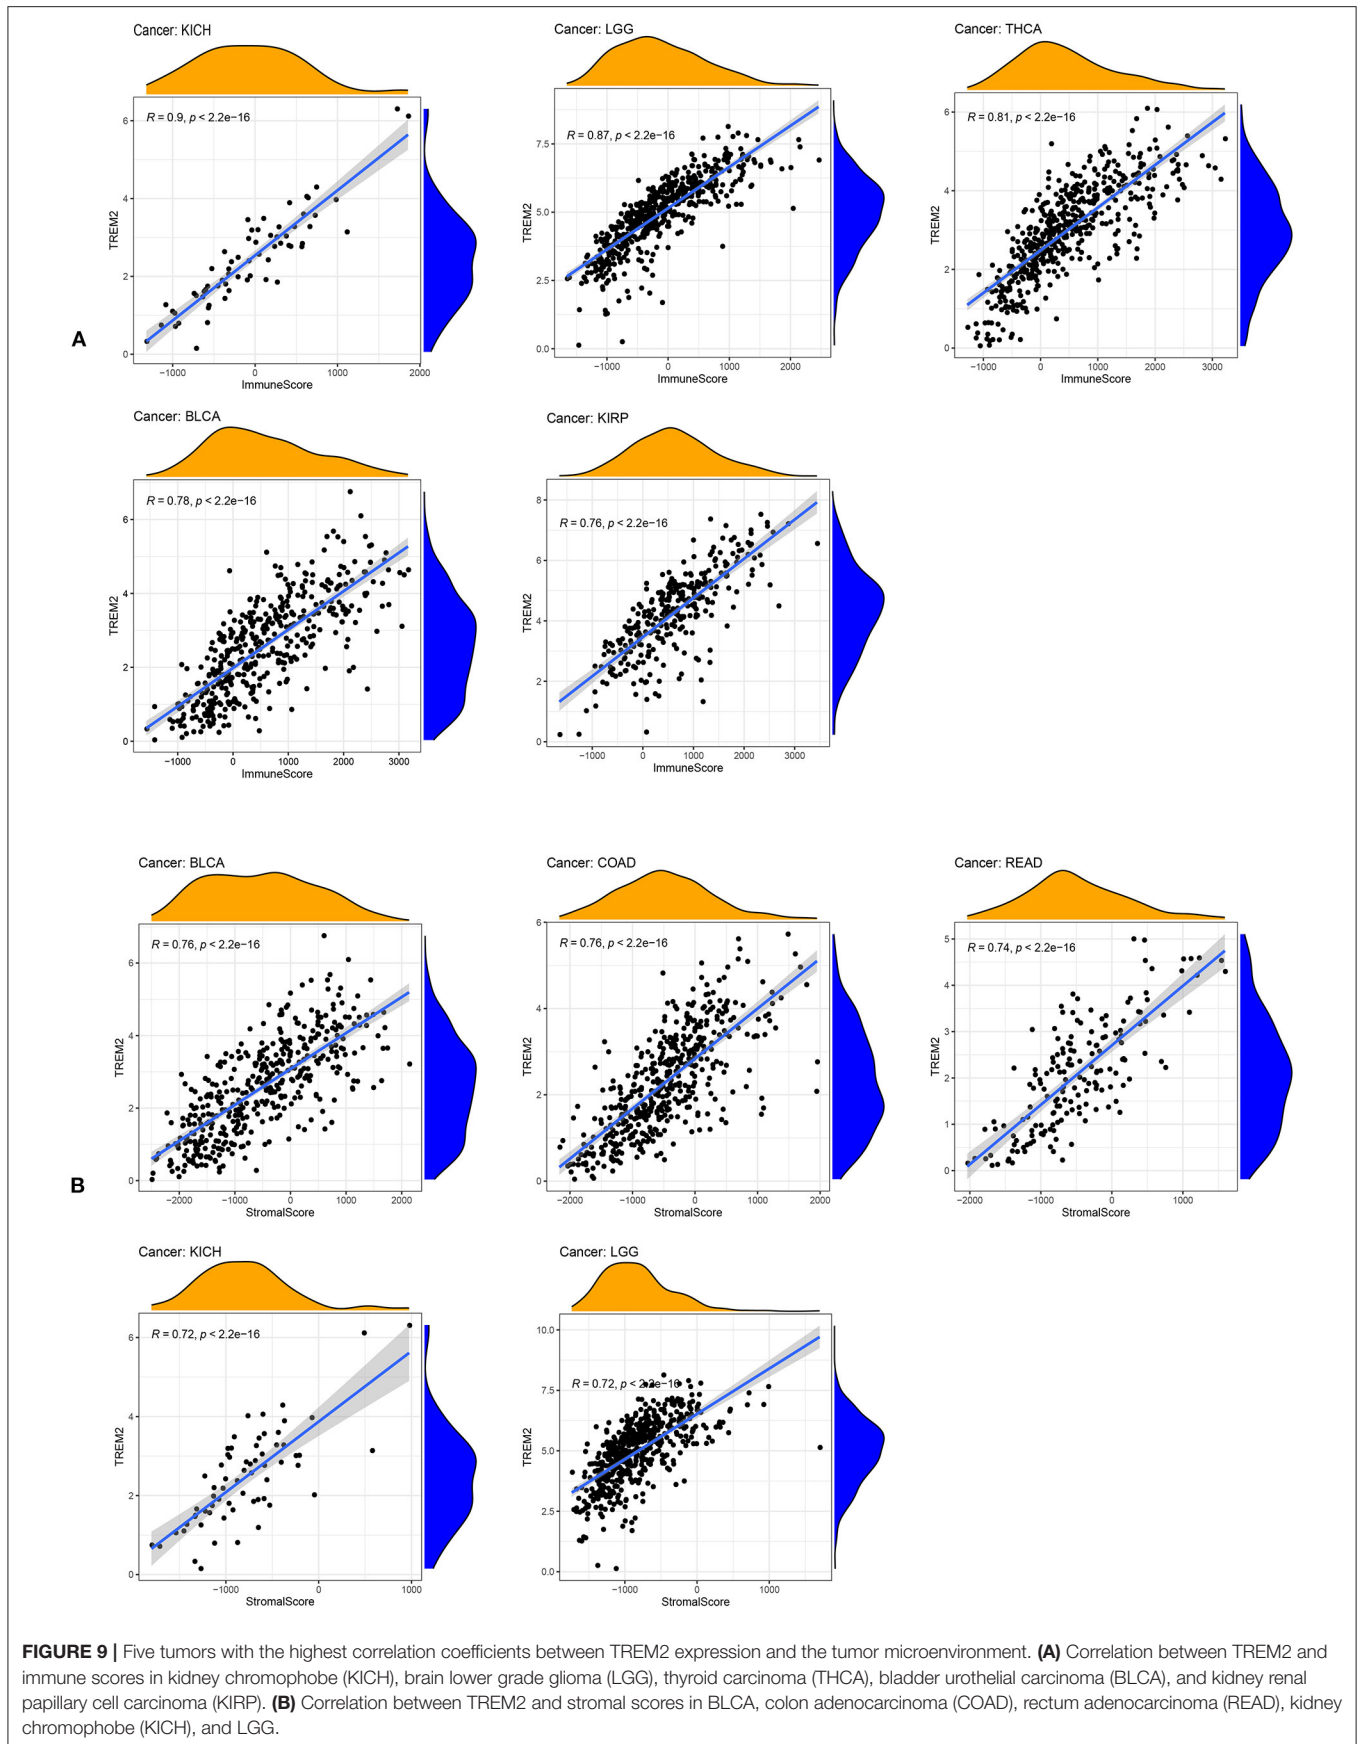 Cancer: KICH
R = 0.9, p < 2.2e−16
TREM2
6
4
2
0
−1000
0
1000
2000
ImmuneScore
Cancer: LGG
R = 0.87, p < 2.2e−16
TREM2
7.5
5.0
2.5
0.0
−1000
0
1000
2000
ImmuneScore
Cancer: THCA
R = 0.81, p < 2.2e−16
TREM2
6
4
2
0
−1000
0
1000
2000
3000
ImmuneScore
A
Cancer: BLCA
R = 0.78, p < 2.2e−16
TREM2
6
4
2
0
−1000
0
1000
2000
3000
ImmuneScore
Cancer: KIRP
R = 0.76, p < 2.2e−16
TREM2
8
6
4
2
0
−1000
0
1000
2000
3000
ImmuneScore
Cancer: BLCA
R = 0.76, p < 2.2e−16
TREM2
6
4
2
0
−2000
−1000
0
1000
2000
StromalScore
Cancer: COAD
R = 0.76, p < 2.2e−16
TREM2
6
4
2
0
−2000
−1000
0
1000
2000
StromalScore
Cancer: READ
R = 0.74, p < 2.2e−16
TREM2
5
4
3
2
1
0
−2000
−1000
0
1000
StromalScore
B
Cancer: KICH
R = 0.72, p < 2.2e−16
TREM2
6
4
2
0
−1000
0
1000
StromalScore
Cancer: LGG
R = 0.72, p < 2.2e−16
TREM2
10.0
7.5
5.0
2.5
0.0
−1000
0
1000
StromalScore
FIGURE 9 | Five tumors with the highest correlation coefficients between TREM2 expression and the tumor microenvironment. (A) Correlation between TREM2 and
immune scores in kidney chromophobe (KICH), brain lower grade glioma (LGG), thyroid carcinoma (THCA), bladder urothelial carcinoma (BLCA), and kidney renal
papillary cell carcinoma (KIRP). (B) Correlation between TREM2 and stromal scores in BLCA, colon adenocarcinoma (COAD), rectum adenocarcinoma (READ), kidney
chromophobe (KICH), and LGG.